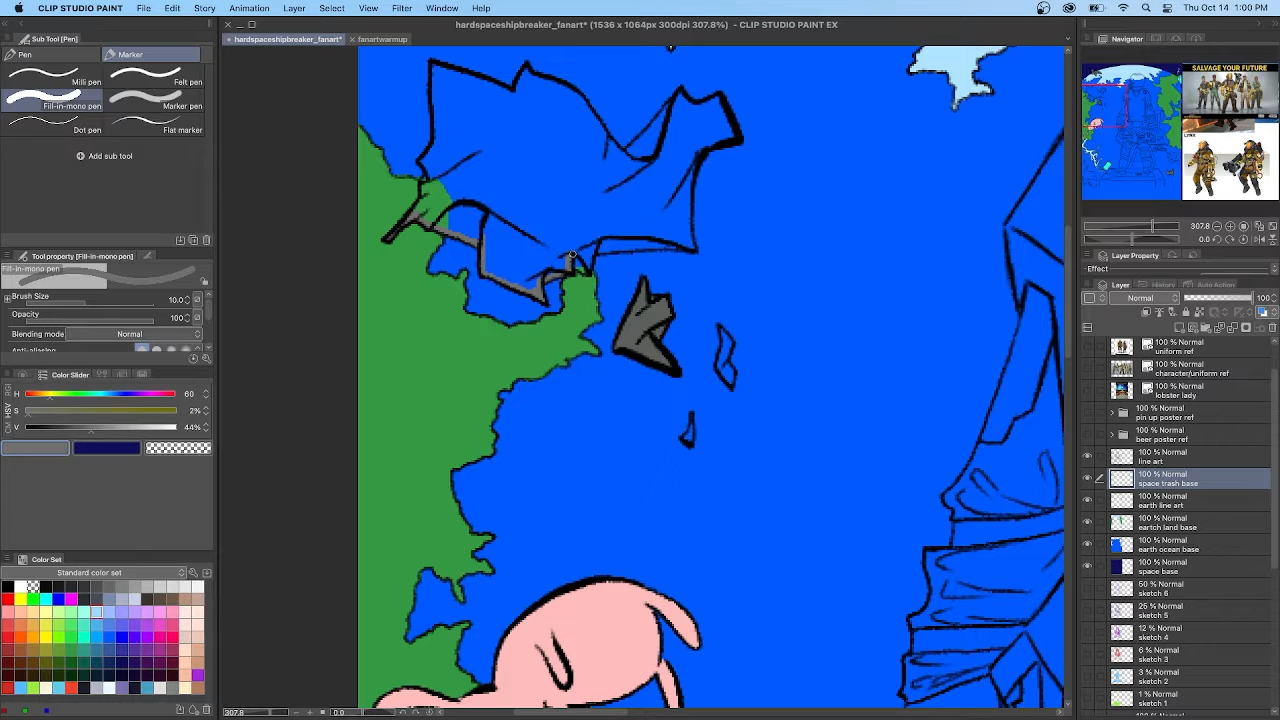 CLIP STUDIO PAINT File Edit Story Animation Layer Select View Filter Window Help Thu Oct 14 1:00 PM
hardspaceshipbreaker_fanart* (1536 x 1064px 300dpi 307.8%) - CLIP STUDIO PAINT EX
Sub Tool [Pen]
hardspaceshipbreaker_fanart* fanartwarmup
Navigator
Pen Marker
SALVAGE YOUR FUTURE
Milli pen Felt pen
Fill-in-mono pen Marker pen
Dot pen Flat marker
Add sub tool
LYNX
307.8
0.0
Tool property [Fill-in-mono pen]
Layer Property
Fill-in-mono pen
Effect
Layer History Auto Action
Brush Size 10.0
Normal 100
Opacity 100
Blending mode Normal
Anti-aliasing
Color Slider
H 60
S 2%
V 44%
100 % Normal
uniform ref
100 % Normal
character/uniform ref
100 % Normal
lobster lady
100 % Normal
pin up poster ref
100 % Normal
beer poster ref
100 % Normal
line art
100 % Normal
space trash base
100 % Normal
earth line art
100 % Normal
eartch land base
100 % Normal
earth ocean base
100 % Normal
space base
50 % Normal
sketch 6
25 % Normal
sketch 5
12 % Normal
sketch 4
6 % Normal
sketch 3
3 % Normal
sketch 2
1 % Normal
sketch 1
Color Set
Standard color set
307.8 0.0